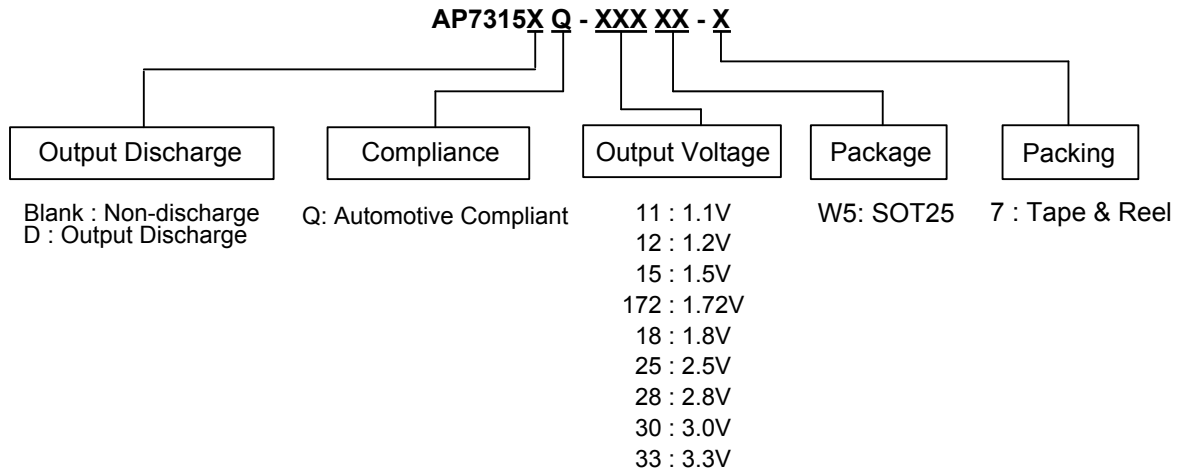 AP7315X Q - XXX XX - X
Output Discharge
Compliance
Output Voltage
Package
Packing
Blank : Non-discharge
D : Output Discharge
Q: Automotive Compliant
11 : 1.1V
12 : 1.2V
15 : 1.5V
172 : 1.72V
18 : 1.8V
25 : 2.5V
28 : 2.8V
30 : 3.0V
33 : 3.3V
W5: SOT25
7 : Tape & Reel